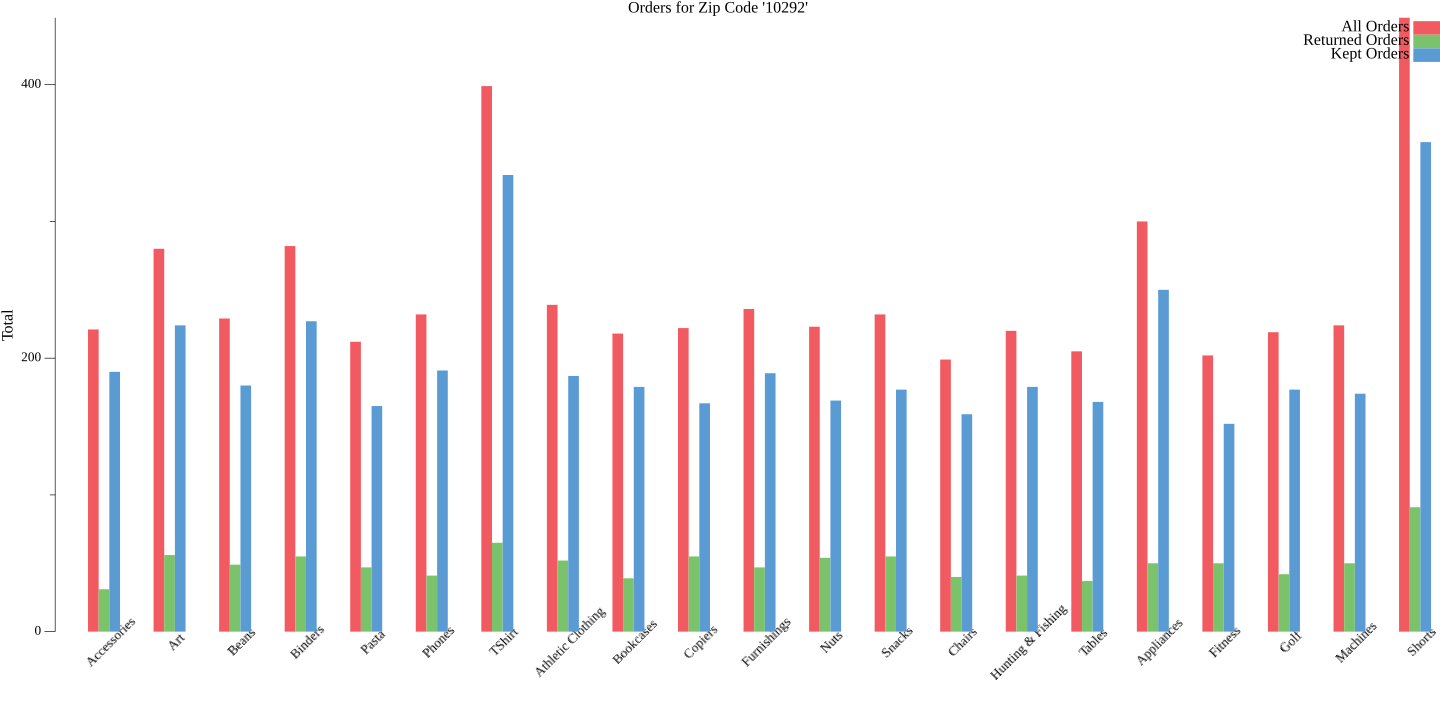 Orders for Zip Code '10292'
All Orders
Returned Orders
Kept Orders
Total
400
200
0
Accessories
Art
Beans
Binders
Pasta
Phones
TShirt
Athletic Clothing
Bookcases
Copiers
Furnishings
Nuts
Snacks
Chairs
Hunting & Fishing
Tables
Appliances
Fitness
Golf
Machines
Shorts